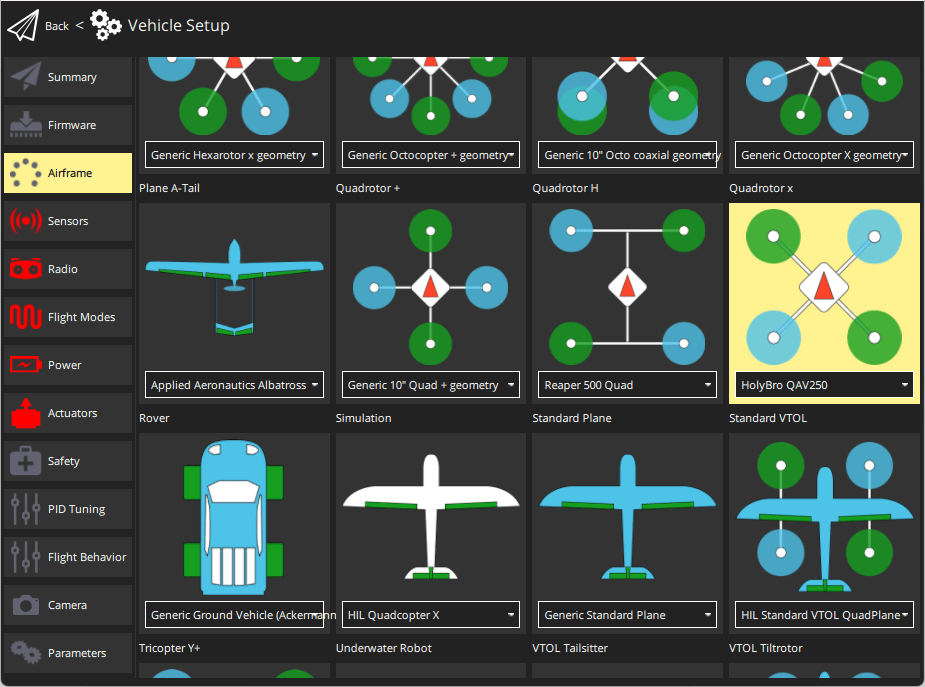 Back < Vehicle Setup
Summary
Firmware
Airframe
Sensors
Radio
Flight Modes
Power
Actuators
Safety
PID Tuning
Flight Behavior
Camera
Parameters
Generic Hexarotor x geometry
Generic Octocopter + geometry
Generic 10" Octo coaxial geometry
Generic Octocopter X geometry
Plane A-Tail
Quadrotor +
Quadrotor H
Quadrotor x
Applied Aeronautics Albatross
Generic 10" Quad + geometry
Reaper 500 Quad
HolyBro QAV250
Rover
Simulation
Standard Plane
Standard VTOL
Generic Ground Vehicle (Ackermann
HIL Quadcopter X
Generic Standard Plane
HIL Standard VTOL QuadPlane
Tricopter Y+
Underwater Robot
VTOL Tailsitter
VTOL Tiltrotor